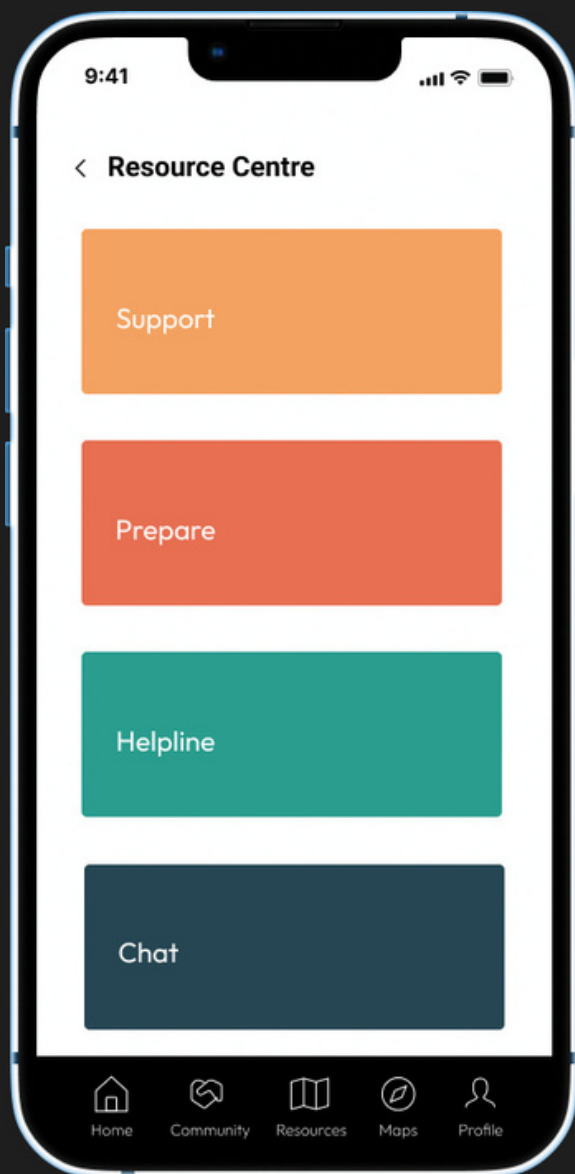 9:41
Resource Centre
Support
Prepare
Helpline
Chat
Home Community Resources Maps Profile